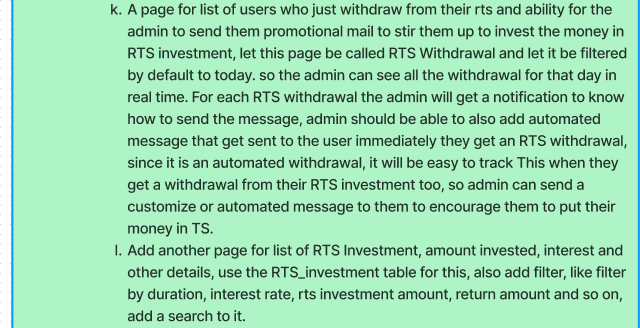 k. A page for list of users who just withdraw from their rts and ability for the
admin to send them promotional mail to stir them up to invest the money in
RTS investment, let this page be called RTS Withdrawal and let it be filtered
by default to today. so the admin can see all the withdrawal for that day in
real time. For each RTS withdrawal the admin will get a notification to know
how to send the message, admin should be able to also add automated
message that get sent to the user immediately they get an RTS withdrawal,
since it is an automated withdrawal, it will be easy to track This when they
get a withdrawal from their RTS investment too, so admin can send a
customize or automated message to them to encourage them to put their
money in TS.
l. Add another page for list of RTS Investment, amount invested, interest and
other details, use the RTS_investment table for this, also add filter, like filter
by duration, interest rate, rts investment amount, return amount and so on,
add a search to it.